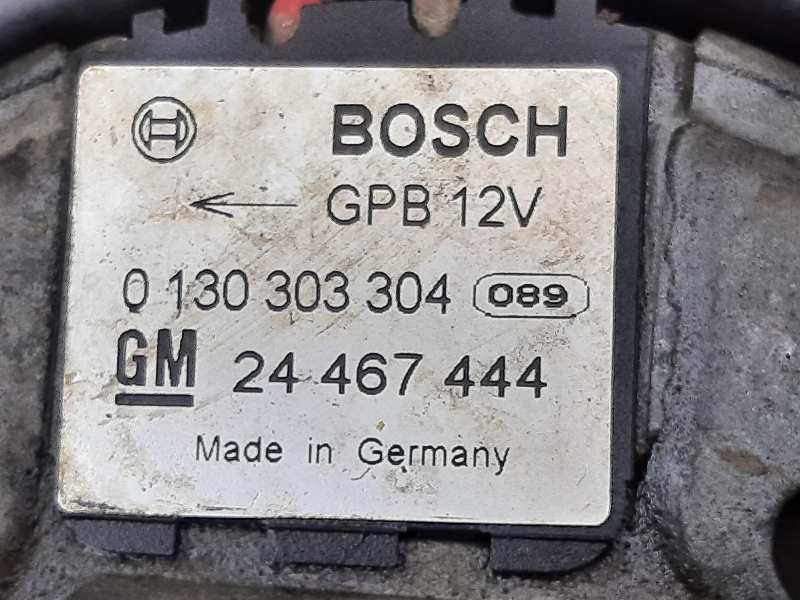 BOSCH
GPB 12V
0 130 303 304 089
GM 24 467 444
Made in Germany